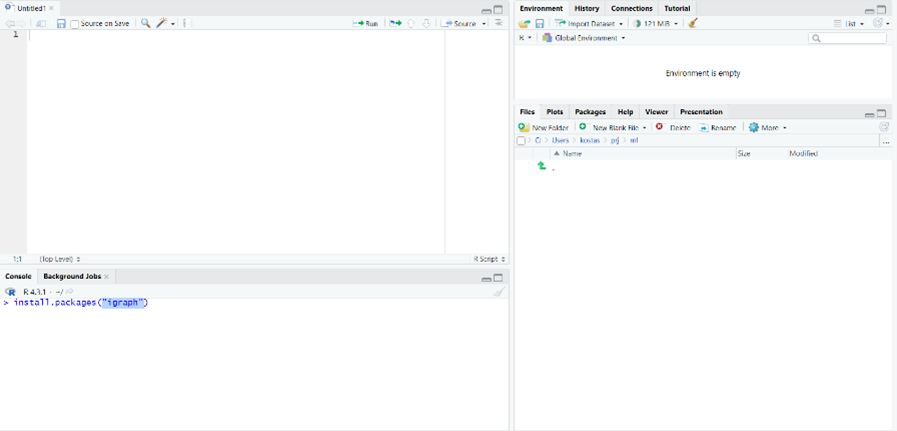 Untitled1
Source on Save
Run
Source
1
1:1
(Top Level)
R Script
Console
Background Jobs
R 4.3.1 · ~/
> install.packages("igraph")
Environment
History
Connections
Tutorial
Import Dataset
121 MiB
List
R
Global Environment
Environment is empty
Files
Plots
Packages
Help
Viewer
Presentation
New Folder
New Blank File
Delete
Rename
More
C:
Users
kostas
prj
ml
...
Name
Size
Modified
..